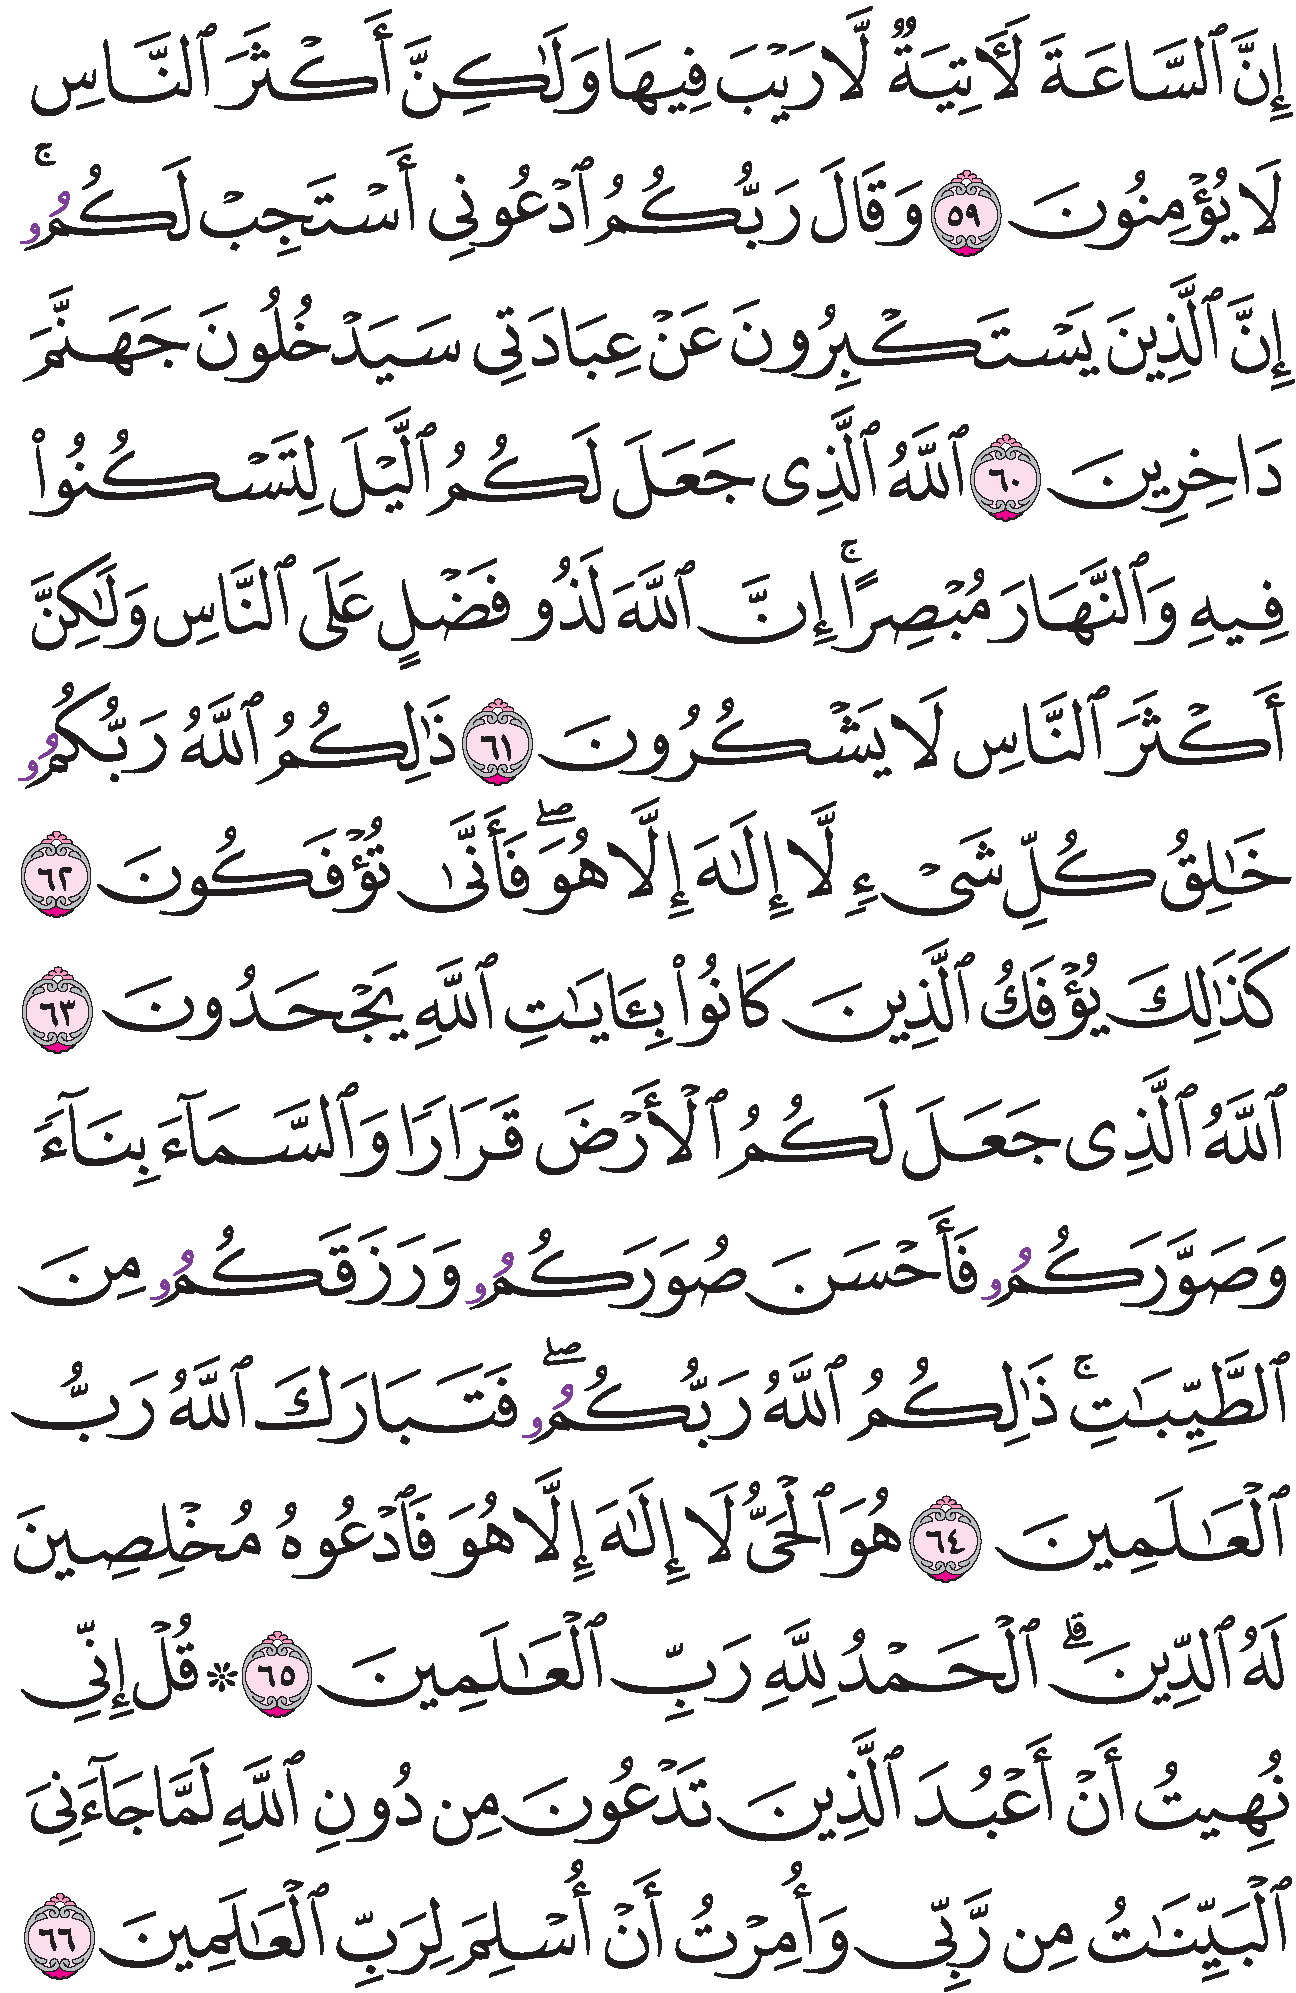 إِنَّ ٱلسَّاعَةَ لَأٓتِيَةٌ لَّا رَيْبَ فِيهَا وَلَٰكِنَّ أَكْثَرَ ٱلنَّاسِ
لَا يُؤْمِنُونَ ٥٩ وَقَالَ رَبُّكُمُ ٱدْعُونِي أَسْتَجِبْ لَكُمُۥ ۚ
إِنَّ ٱلَّذِينَ يَسْتَكْبِرُونَ عَنْ عِبَادَتِي سَيَدْخُلُونَ جَهَنَّمَ
دَاخِرِينَ ٦٠ ٱللَّهُ ٱلَّذِى جَعَلَ لَكُمُ ٱلَّيْلَ لِتَسْكُنُواْ
فِيهِ وَٱلنَّهَارَ مُبْصِرًا ۚ إِنَّ ٱللَّهَ لَذُو فَضْلٍ عَلَى ٱلنَّاسِ وَلَٰكِنَّ
أَكْثَرَ ٱلنَّاسِ لَا يَشْكُرُونَ ٦١ ذَٰلِكُمُ ٱللَّهُ رَبُّكُمُۥ
خَٰلِقُ كُلِّ شَىْءٍ لَّا إِلَٰهَ إِلَّا هُوَ ۖ فَأَنَّىٰ تُؤْفَكُونَ ٦٢
كَذَٰلِكَ يُؤْفَكُ ٱلَّذِينَ كَانُواْ بِـَٔايَٰتِ ٱللَّهِ يَجْحَدُونَ ٦٣
ٱللَّهُ ٱلَّذِى جَعَلَ لَكُمُ ٱلْأَرْضَ قَرَارًا وَٱلسَّمَآءَ بِنَآءً
وَصَوَّرَكُمُۥ فَأَحْسَنَ صُوَرَكُمُۥ وَرَزَقَكُمُۥ مِنَ
ٱلطَّيِّبَٰتِ ۚ ذَٰلِكُمُ ٱللَّهُ رَبُّكُمُۥ ۖ فَتَبَارَكَ ٱللَّهُ رَبُّ
ٱلْعَٰلَمِينَ ٦٤ هُوَ ٱلْحَىُّ لَا إِلَٰهَ إِلَّا هُوَ فَٱدْعُوهُ مُخْلِصِينَ
لَهُ ٱلدِّينَ ۗ ٱلْحَمْدُ لِلَّهِ رَبِّ ٱلْعَٰلَمِينَ ٦٥ ۞ قُلْ إِنِّي
نُهِيتُ أَنْ أَعْبُدَ ٱلَّذِينَ تَدْعُونَ مِن دُونِ ٱللَّهِ لَمَّا جَآءَنِىَ
ٱلْبَيِّنَٰتُ مِن رَّبِّي وَأُمِرْتُ أَنْ أُسْلِمَ لِرَبِّ ٱلْعَٰلَمِينَ ٦٦